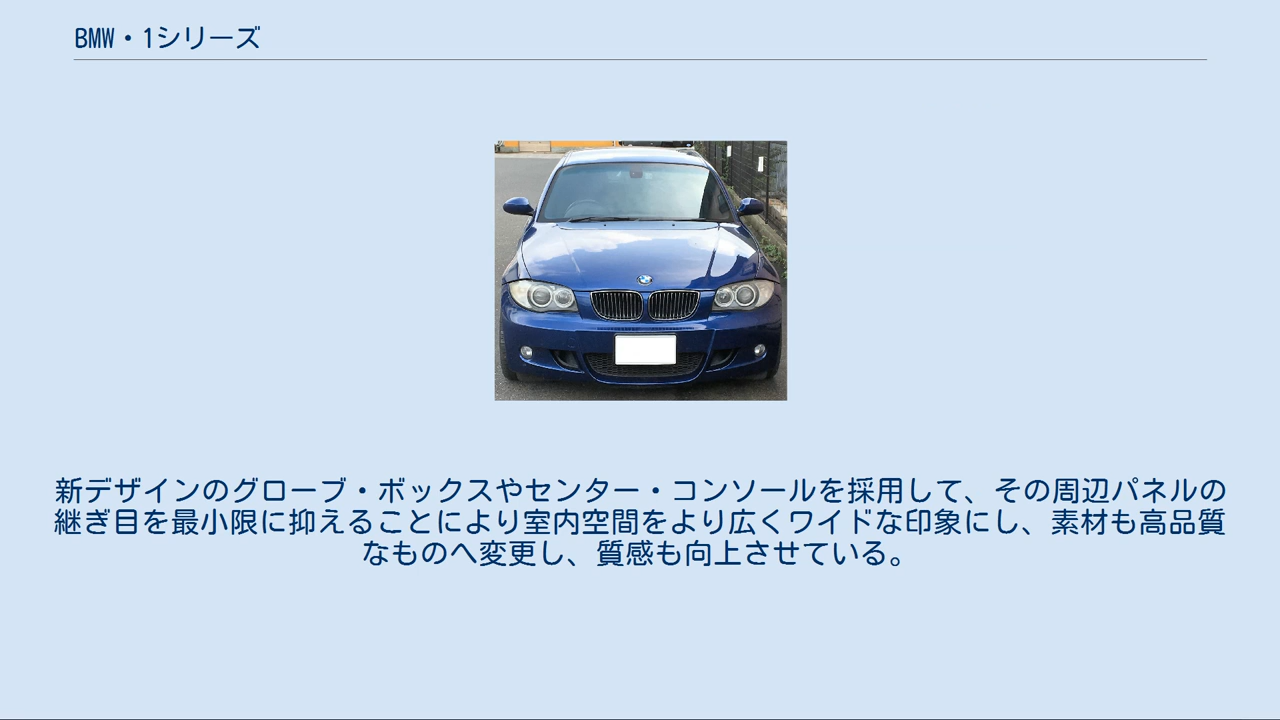 BMW・1シリーズ
新デザインのグローブ・ボックスやセンター・コンソールを採用して、その周辺パネルの
継ぎ目を最小限に抑えることにより室内空間をより広くワイドな印象にし、素材も高品質
なものへ変更し、質感も向上させている。